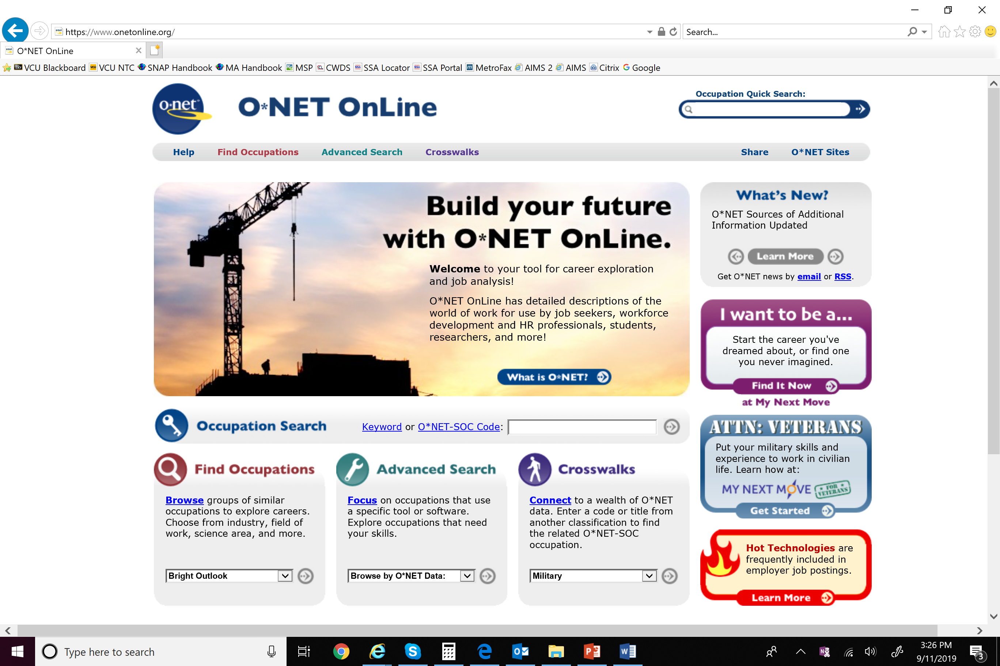 https://www.onetonline.org/
Search...
O*NET OnLine
VCU Blackboard VCU NTC SNAP Handbook MA Handbook MSP CWDS SSA Locator SSA Portal MetroFax AIMS 2 AIMS Citrix Google
o·net
O*NET OnLine
Occupation Quick Search:
Help Find Occupations Advanced Search Crosswalks Share O*NET Sites
Build your future
with O*NET OnLine.
Welcome to your tool for career exploration
and job analysis!
O*NET OnLine has detailed descriptions of the
world of work for use by job seekers, workforce
development and HR professionals, students,
researchers, and more!
What is O*NET?
What's New?
O*NET Sources of Additional
Information Updated
Learn More
Get O*NET news by email or RSS.
I want to be a...
Start the career you've
dreamed about, or find one
you never imagined.
Find It Now
at My Next Move
Occupation Search
Keyword or O*NET-SOC Code:
ATTN: VETERANS
Put your military skills and
experience to work in civilian
life. Learn how at:
MY NEXT MOVE
FOR
VETERANS
Get Started
Find Occupations
Browse groups of similar
occupations to explore careers.
Choose from industry, field of
work, science area, and more.
Bright Outlook
Advanced Search
Focus on occupations that use
a specific tool or software.
Explore occupations that need
your skills.
Browse by O*NET Data:
Crosswalks
Connect to a wealth of O*NET
data. Enter a code or title from
another classification to find
the related O*NET-SOC
occupation.
Military
Hot Technologies are
frequently included in
employer job postings.
Learn More
Type here to search
3:26 PM
9/11/2019
3